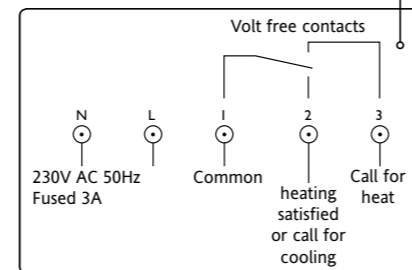 Volt free contacts
N L I 2 3
230V AC 50Hz
Fused 3A
Common
heating
satisfied
or call for
cooling
Call for
heat